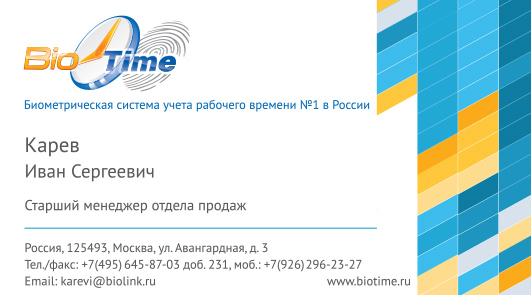 Bio Time
Биометрическая система учета рабочего времени №1 в России
Карев
Иван Сергеевич
Старший менеджер отдела продаж
Россия, 125493, Москва, ул. Авангардная, д. 3
Тел./факс: +7(495) 645-87-03 доб. 231, моб.: +7(926) 296-23-27
Email: karevi@biolink.ru www.biotime.ru